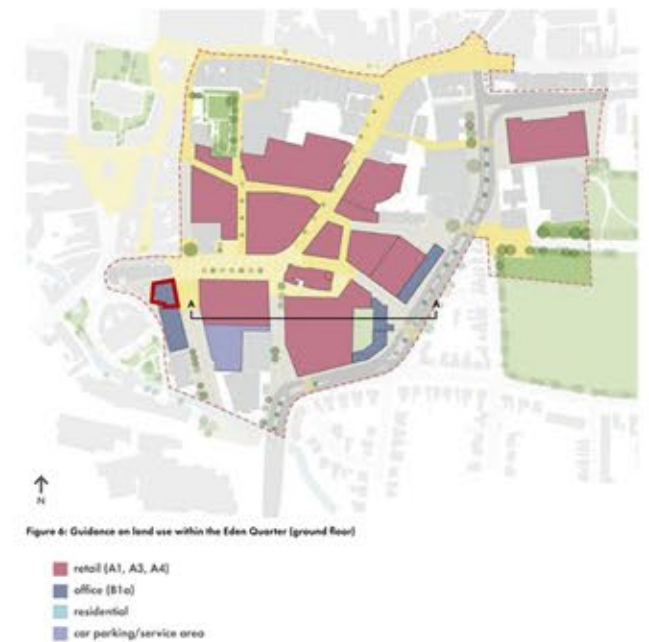 A
A
N
Figure 6: Guidance on land use within the Eden Quarter (ground floor)
retail (A1, A3, A4)
office (B1a)
residential
car parking/service area